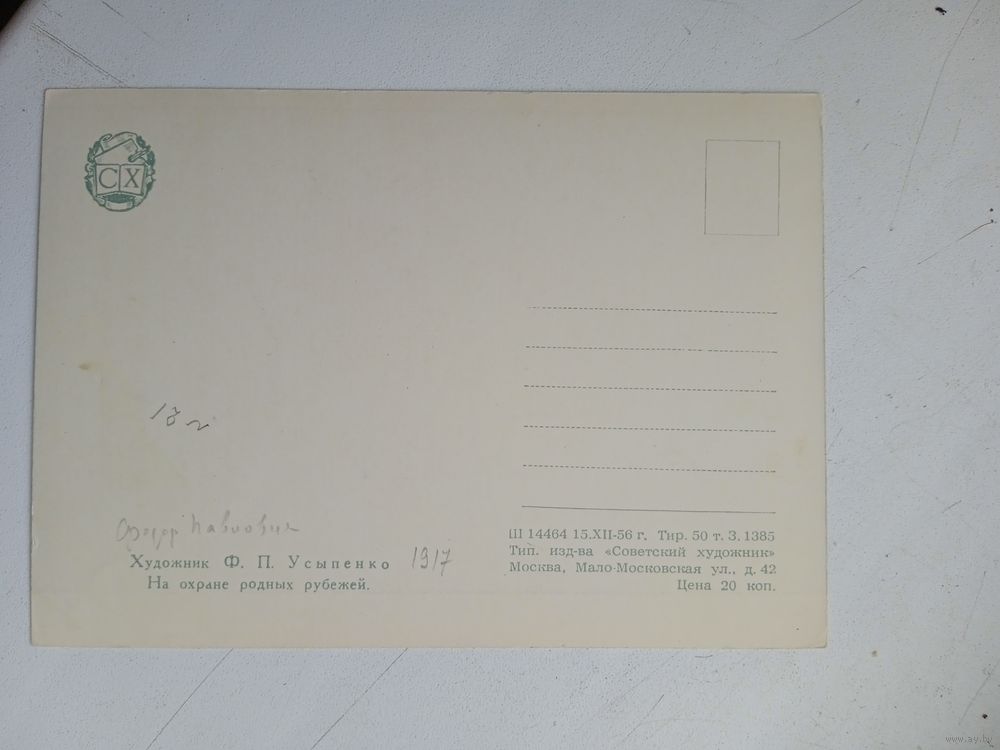 СХ
Федор Павлович
Художник Ф. П. Усыпенко 1917
На охране родных рубежей.
Ш 14464 15.XII-56 г. Тир. 50 т. З. 1385
Тип. изд-ва «Советский художник»
Москва, Мало-Московская ул., д. 42
Цена 20 коп.
www.ay.by